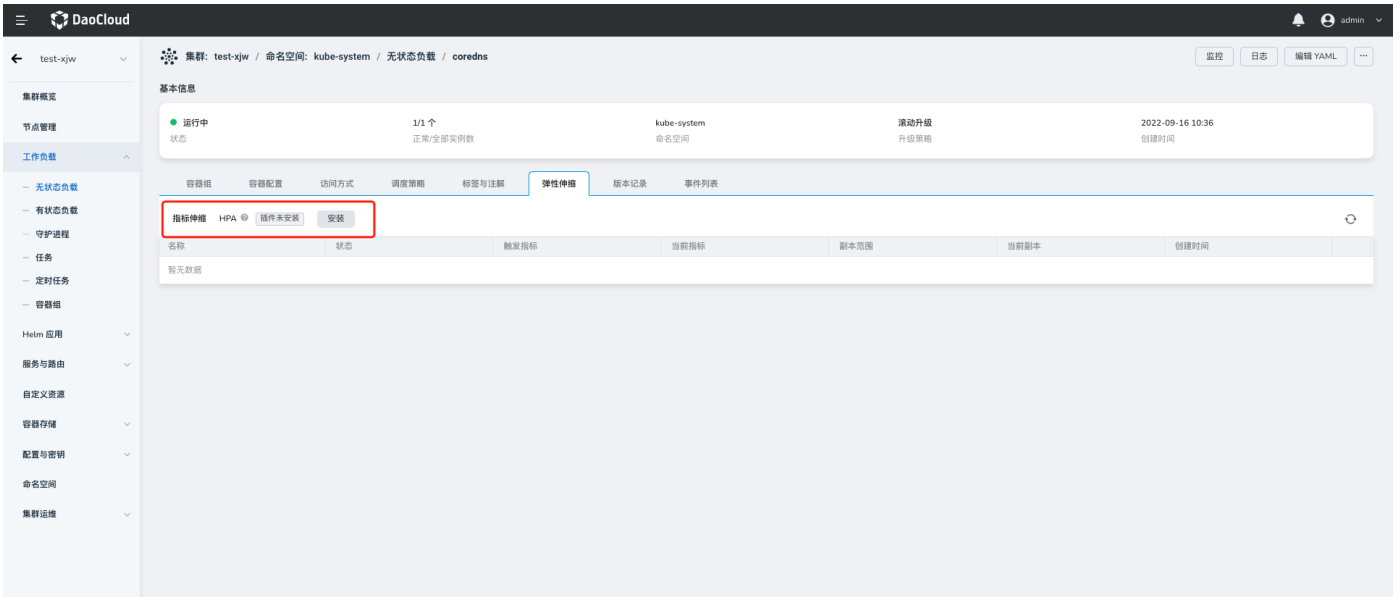 DaoCloud
admin
test-xjw
集群: test-xjw / 命名空间: kube-system / 无状态负载 / coredns
监控
日志
编辑 YAML
集群概览
节点管理
工作负载
无状态负载
有状态负载
守护进程
任务
定时任务
容器组
Helm 应用
服务与路由
自定义资源
容器存储
配置与密钥
命名空间
集群运维
基本信息
运行中 1/1 个 kube-system 滚动升级 2022-09-16 10:36
状态 正常/全部实例数 命名空间 升级策略 创建时间
容器组 容器配置 访问方式 调度策略 标签与注解 弹性伸缩 版本记录 事件列表
指标伸缩 HPA 插件未安装 安装
名称 状态 触发指标 当前指标 副本范围 当前副本 创建时间
暂无数据